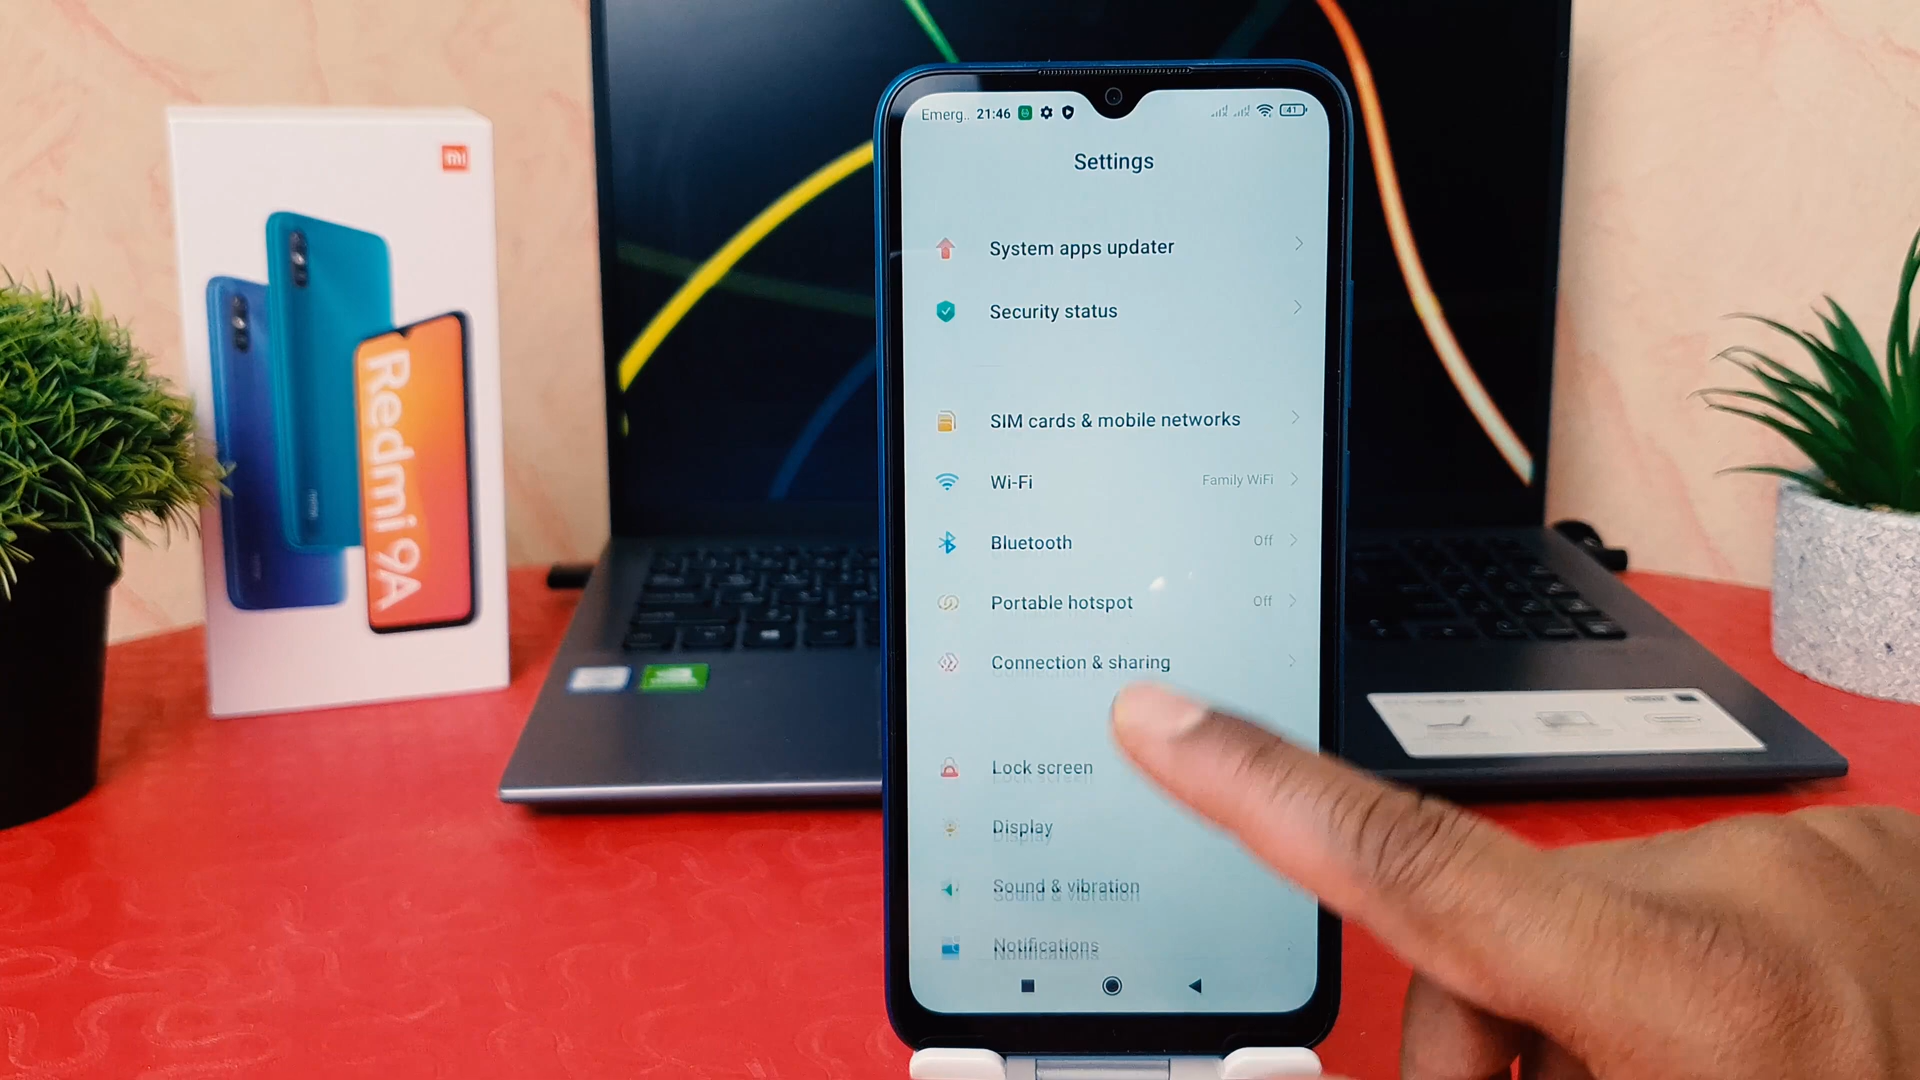 mi
Redmi 9A
Emerg.. 21:46
41
Settings
System apps updater
Security status
SIM cards & mobile networks
Wi-Fi Family WiFi
Bluetooth Off
Portable hotspot Off
Connection & sharing
Lock screen
Display
Sound & vibration
Notifications